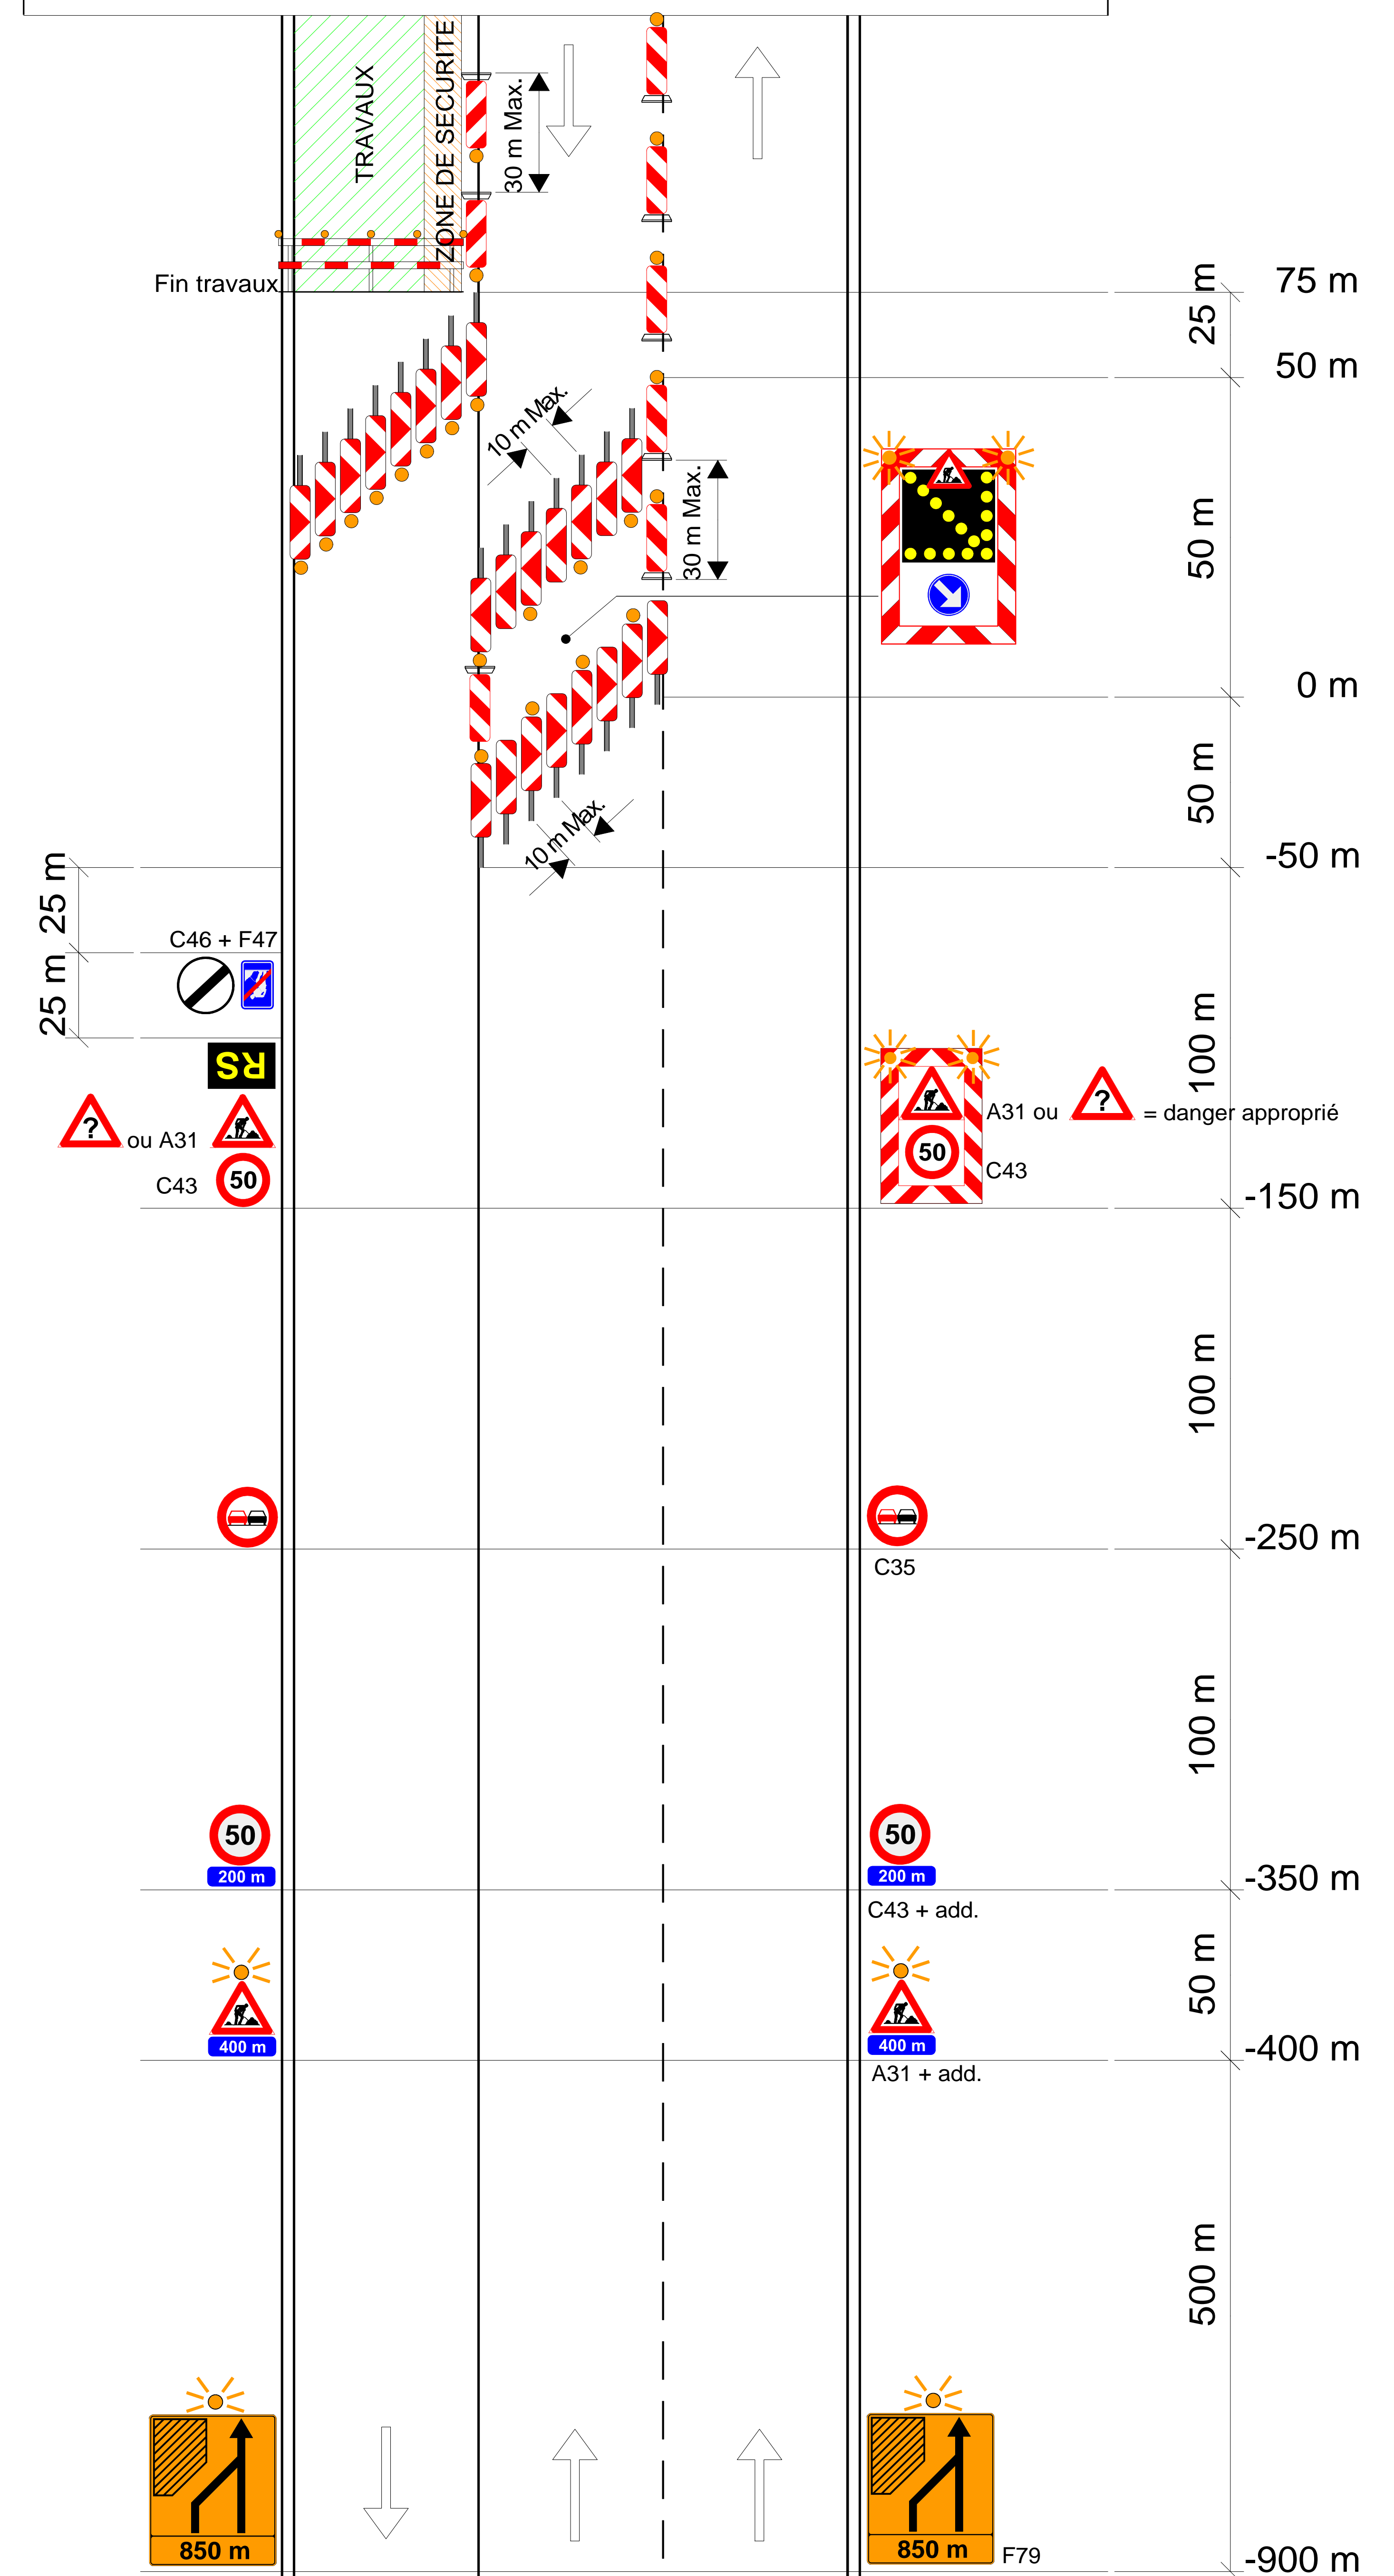 TRAVAUX
ZONE DE SECURITE
30 m Max.
Fin travaux
75 m
25 m
50 m
10 m Max.
30 m Max.
50 m
0 m
50 m
10 m Max.
-50 m
25 m
C46 + F47
25 m
100 m
RS
? ou A31
C43 50
A31 ou ? = danger approprié
50 C43
-150 m
100 m
-250 m
C35
100 m
50
200 m
50
200 m
-350 m
C43 + add.
50 m
400 m
400 m
-400 m
A31 + add.
500 m
850 m
850 m
F79
-900 m